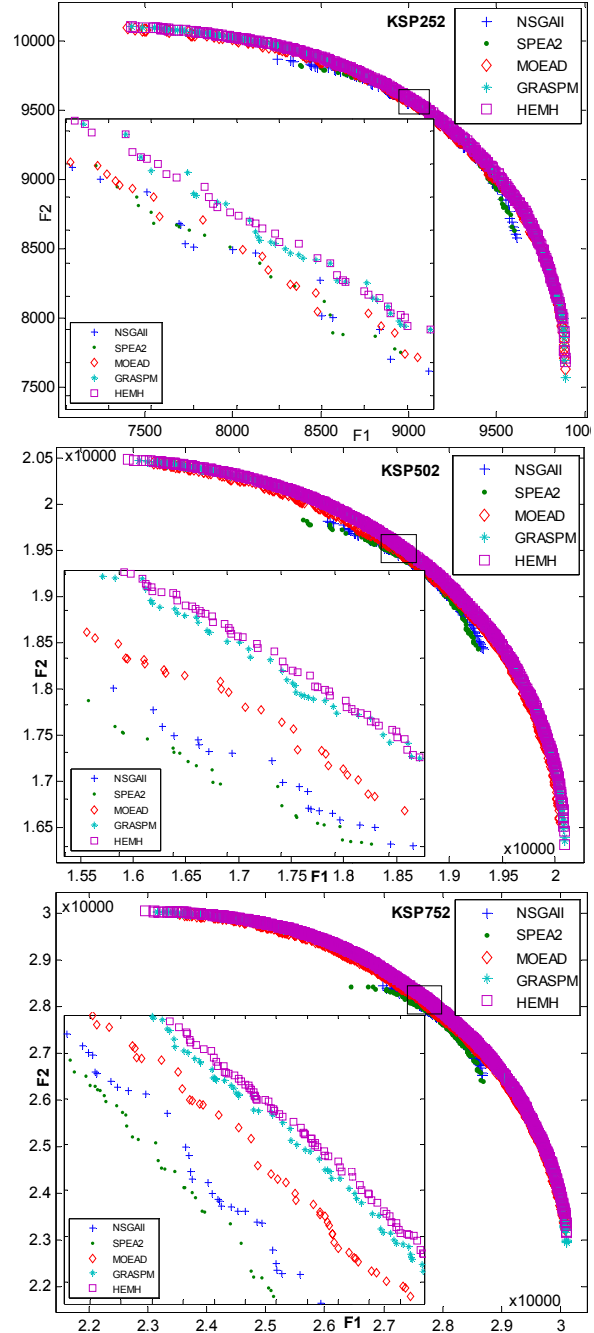 KSP252
NSGAII
SPEA2
MOEAD
GRASPM
HEMH
10000
9500
9000
8500
8000
7500
F2
NSGAII
SPEA2
MOEAD
GRASPM
HEMH
7500 8000 8500 9000 9500 1000
F1
x10000
KSP502
NSGAII
SPEA2
MOEAD
GRASPM
HEMH
2.05
2
1.95
1.9
1.85
1.8
1.75
1.7
1.65
F2
NSGAII
SPEA2
MOEAD
GRASPM
HEMH
x10000
1.55 1.6 1.65 1.7 1.75 1.8 1.85 1.9 1.95 2
F1
x10000
KSP752
NSGAII
SPEA2
MOEAD
GRASPM
HEMH
3
2.9
2.8
2.7
2.6
2.5
2.4
2.3
2.2
F2
NSGAII
SPEA2
MOEAD
GRASPM
HEMH
x10000
2.2 2.3 2.4 2.5 2.6 2.7 2.8 2.9 3
F1